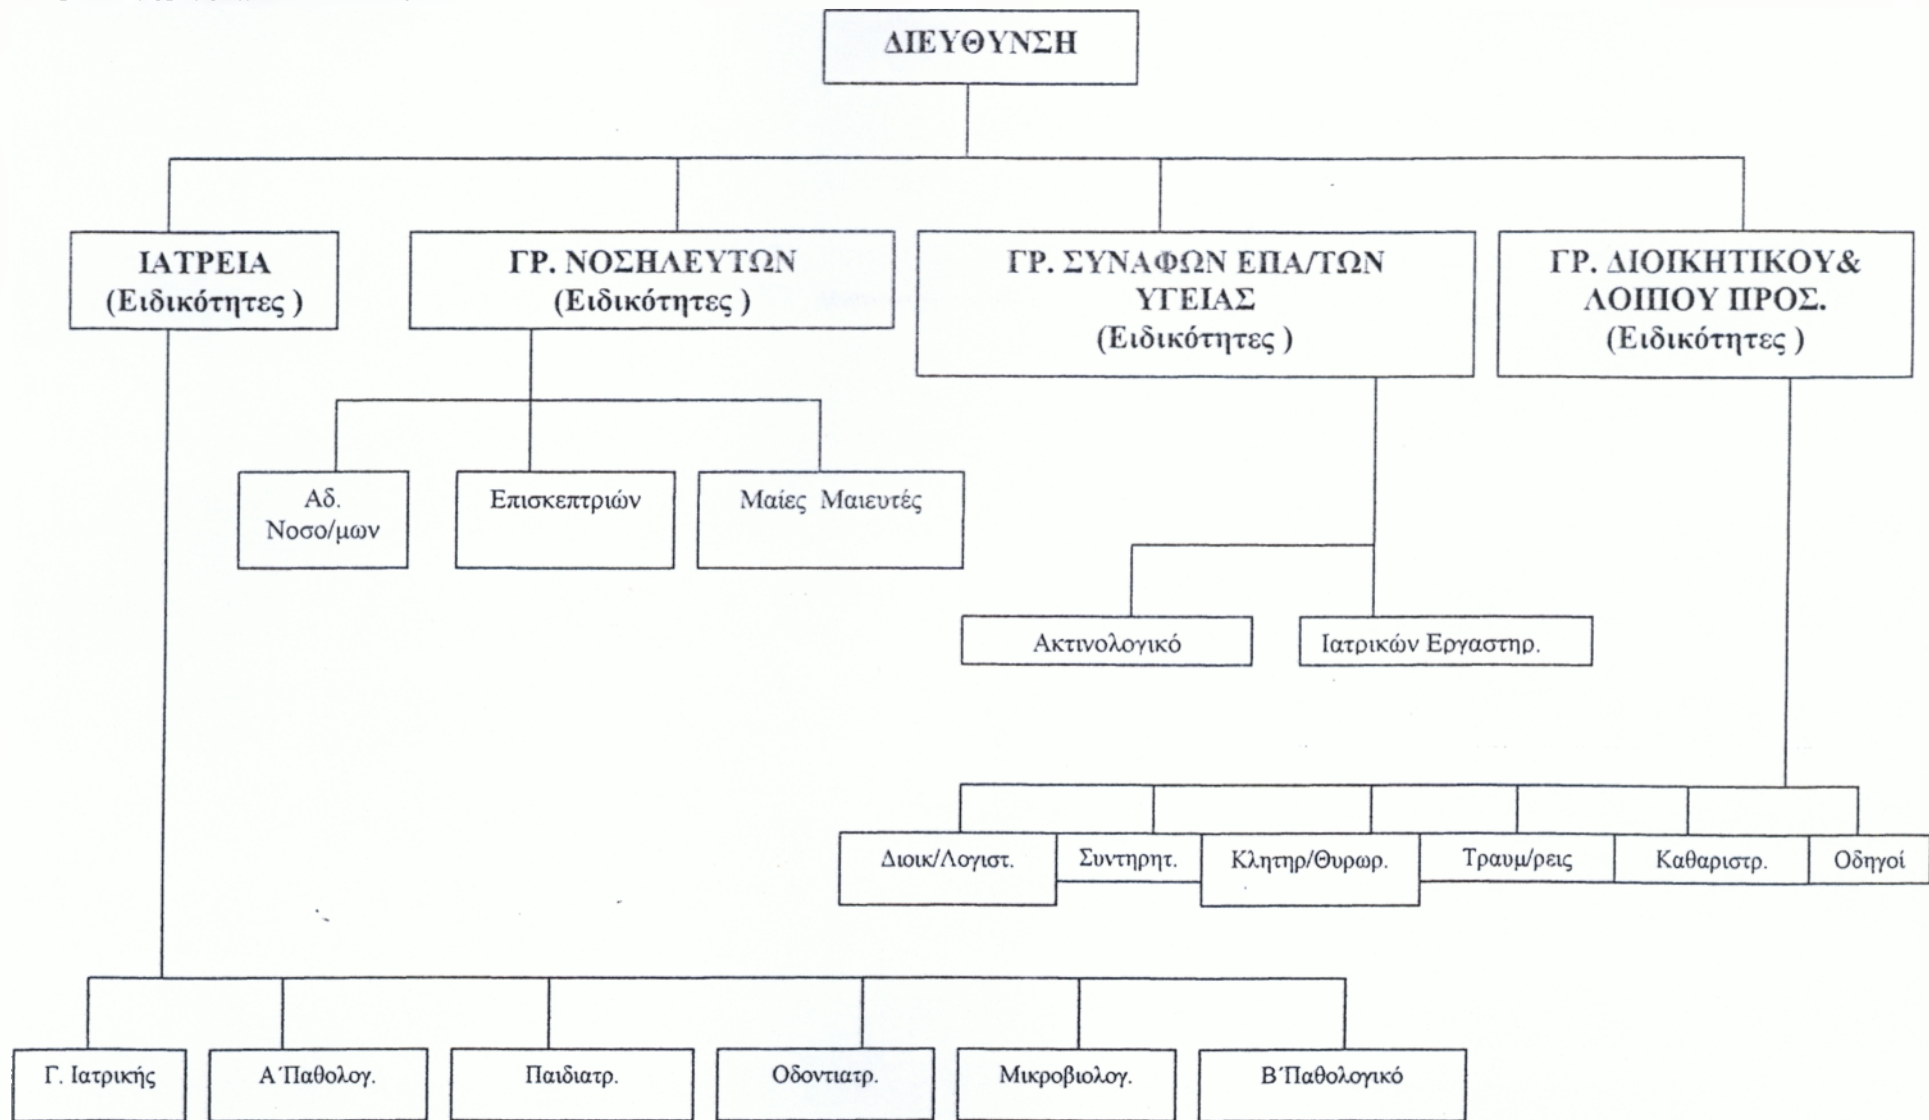 ΔΙΕΥΘΥΝΣΗ
ΙΑΤΡΕΙΑ
(Ειδικότητες )
ΓΡ. ΝΟΣΗΛΕΥΤΩΝ
(Ειδικότητες )
ΓΡ. ΣΥΝΑΦΩΝ ΕΠΑ/ΤΩΝ
ΥΓΕΙΑΣ
(Ειδικότητες )
ΓΡ. ΔΙΟΙΚΗΤΙΚΟΥ&
ΛΟΙΠΟΥ ΠΡΟΣ.
(Ειδικότητες )
Αδ.
Νοσο/μων
Επισκεπτριών
Μαίες Μαιευτές
Ακτινολογικό
Ιατρικών Εργαστηρ.
Διοικ/Λογιστ.
Συντηρητ.
Κλητηρ/Θυρωρ.
Τραυμ/ρεις
Καθαριστρ.
Οδηγοί
Γ. Ιατρικής
Α΄Παθολογ.
Παιδιατρ.
Οδοντιατρ.
Μικροβιολογ.
Β΄Παθολογικό